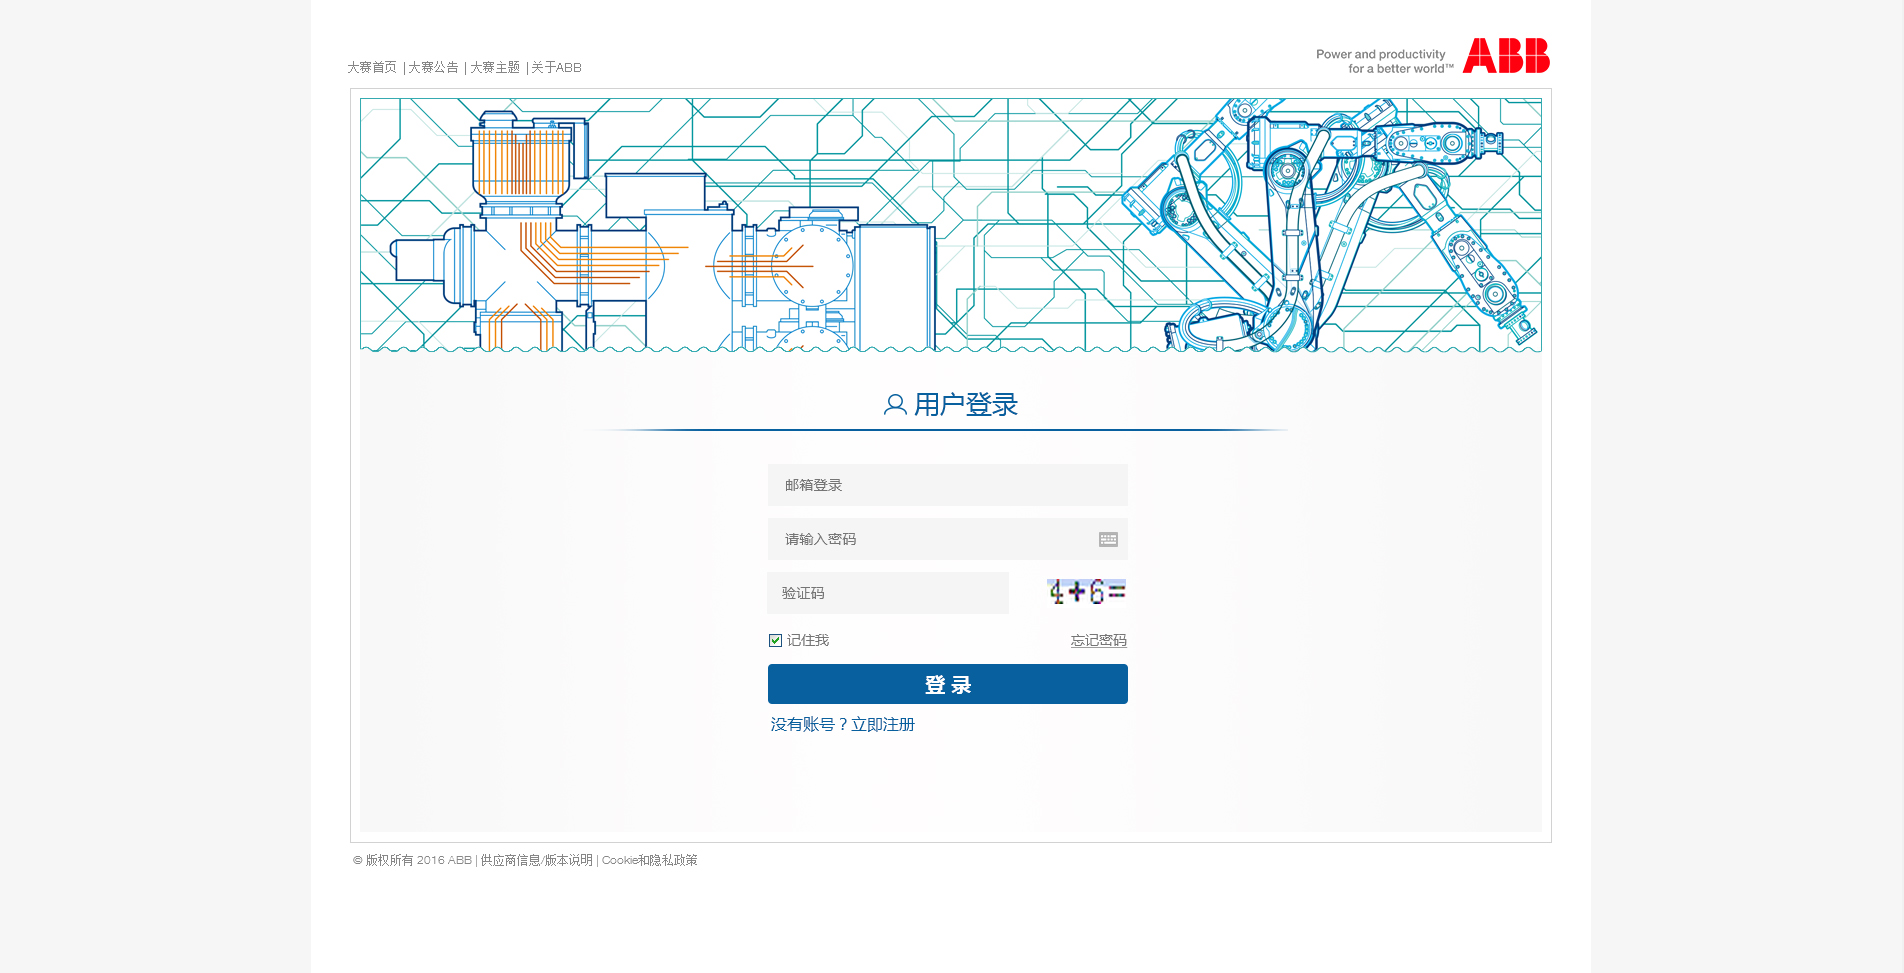 大赛首页 | 大赛公告 | 大赛主题 | 关于ABB
Power and productivity
for a better world™
ABB
用户登录
邮箱登录
请输入密码
验证码
4+6=
记住我
忘记密码
登 录
没有账号？立即注册
© 版权所有 2016 ABB | 供应商信息/版本说明 | Cookie和隐私政策